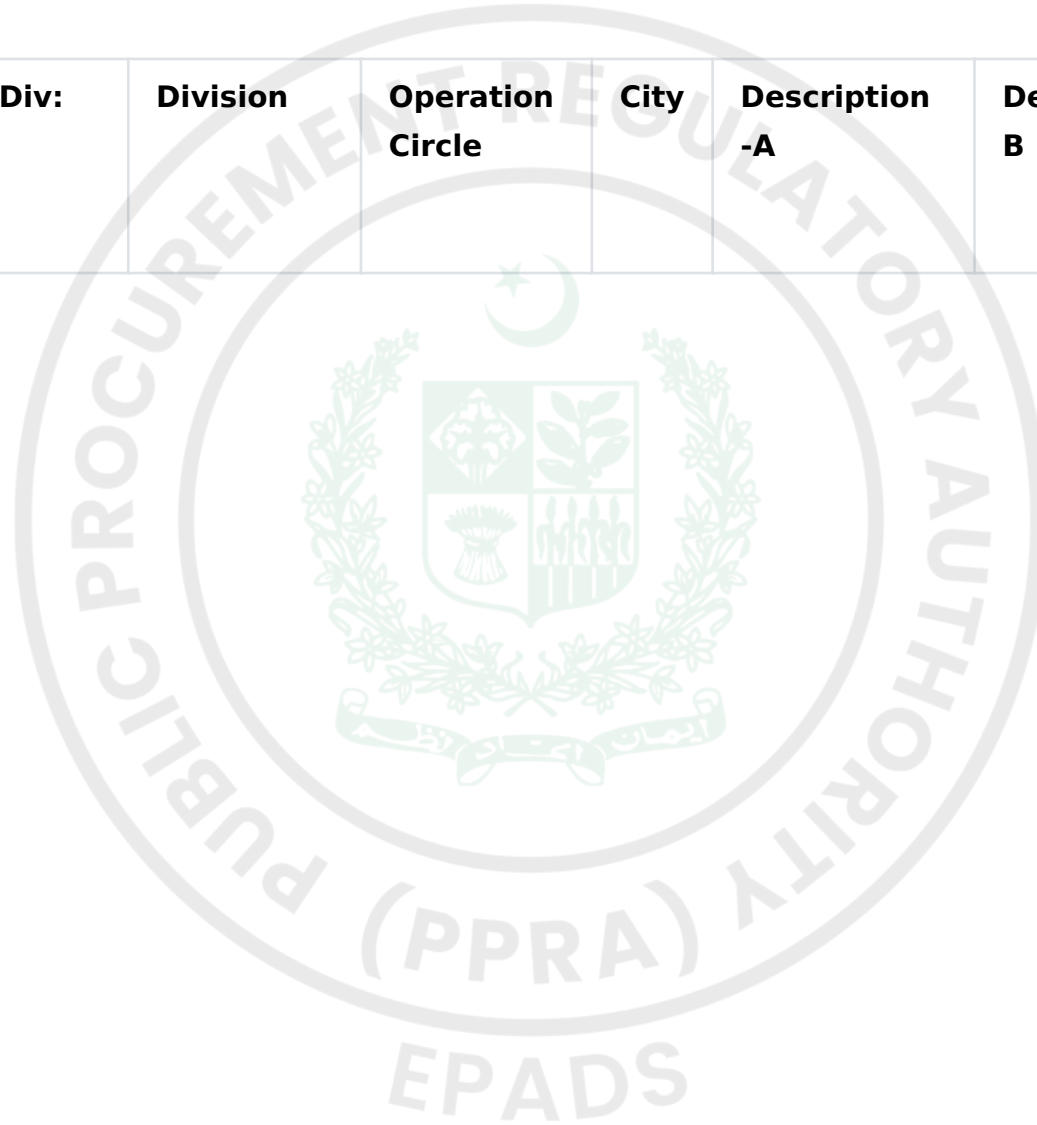 Div: Division Operation Circle City Description -A De B
PUBLIC PROCUREMENT REGULATORY AUTHORITY
(PPRA)
EPADS